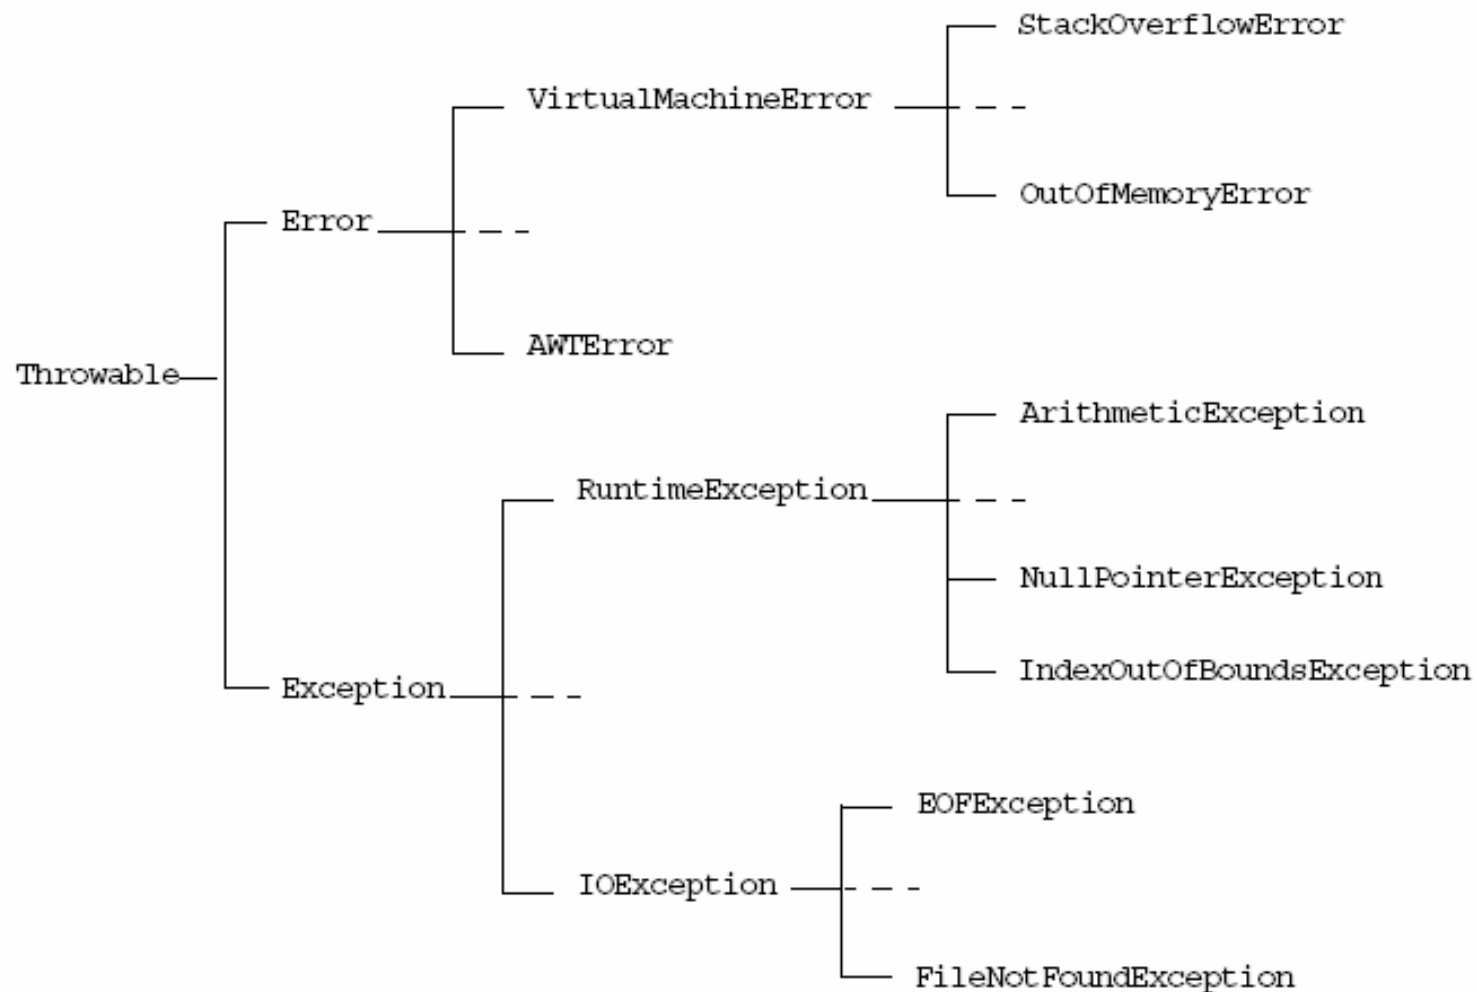 StackOverflowError
VirtualMachineError
OutOfMemoryError
Error
AWTError
Throwable
ArithmeticException
RuntimeException
NullPointerException
IndexOutOfBoundsException
Exception
EOFException
IOException
FileNotFoundException